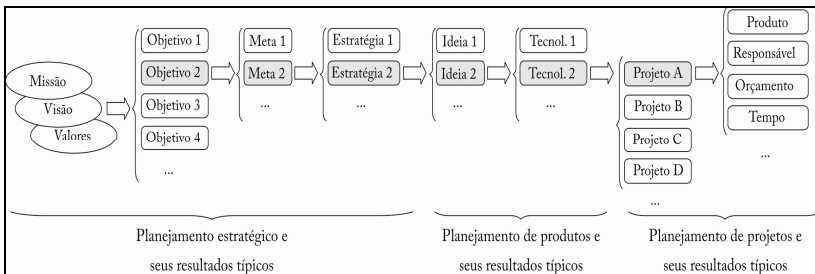 Missão
Visão
Valores
Objetivo 1
Objetivo 2
Objetivo 3
Objetivo 4
...
Meta 1
Meta 2
...
Estratégia 1
Estratégia 2
...
Ideia 1
Ideia 2
...
Tecnol. 1
Tecnol. 2
...
Projeto A
Projeto B
Projeto C
Projeto D
...
Produto
Responsável
Orçamento
Tempo
...
Planejamento estratégico e
seus resultados típicos
Planejamento de produtos e
seus resultados típicos
Planejamento de projetos e
seus resultados típicos